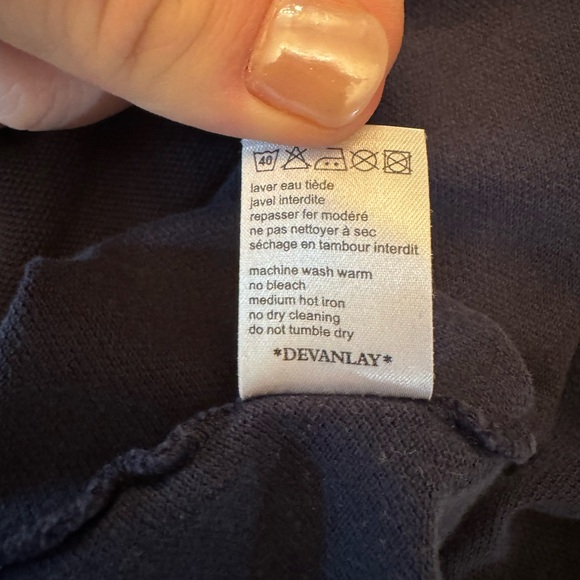 40
laver eau tiède
javel interdite
repasser fer modéré
ne pas nettoyer à sec
séchage en tambour interdit
machine wash warm
no bleach
medium hot iron
no dry cleaning
do not tumble dry
*DEVANLAY*